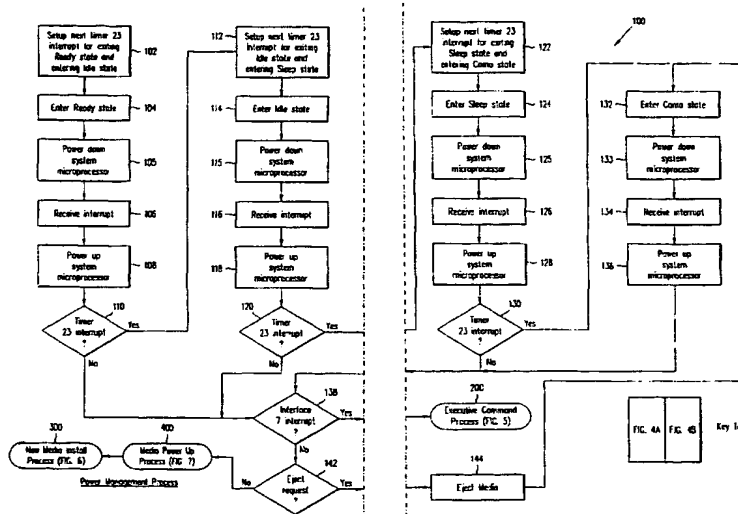 102
Setup next timer 23
interrupt for exiting
Ready state and
entering Idle state
104
Enter Ready state
105
Power down
system
microprocessor
106
Receive interrupt
108
Power up
system
microprocessor
110
Timer
23 interrupt
?
Yes
No
112
Setup next timer 23
interrupt for exiting
Idle state and
entering Sleep state
114
Enter Idle state
115
Power down
system
microprocessor
116
Receive interrupt
118
Power up
system
microprocessor
120
Timer
23 interrupt
?
Yes
No
122
Setup next timer 23
interrupt for exiting
Sleep state and
entering Coma state
124
Enter Sleep state
125
Power down
system
microprocessor
126
Receive interrupt
128
Power up
system
microprocessor
130
Timer
23 interrupt
?
Yes
No
100
132
Enter Coma state
133
Power down
system
microprocessor
134
Receive interrupt
136
Power up
system
microprocessor
138
Interface
7 interrupt
?
Yes
No
200
Executive Command
Process (FIG. 5)
142
Eject
request
?
Yes
No
144
Eject Media
400
Media Power Up
Process (FIG 7)
300
New Media Install
Process (FIG. 6)
Power Management Process
FIG. 4A
FIG. 4B
Key to